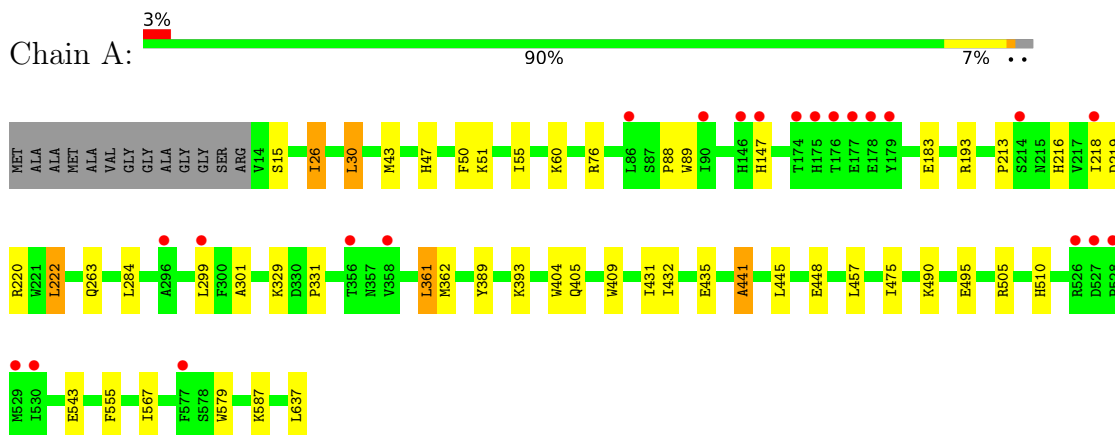 3%
Chain A:
90% 7% • •
MET ALA ALA MET ALA VAL GLY GLY ALA GLY GLY SER ARG V14 S15 I26 L30 M43 H47 F50 K51 I55 K60 R76 L86 S87 P88 W89 I90 H146 H147 T174 H175 T176 E177 E178 Y179 E183 R193 P213 S214 N215 H216 V217 I218 D219
R220 W221 L222 Q263 L284 A296 L299 F300 A301 K329 D330 P331 T356 N357 V358 L361 M362 Y389 K393 W404 Q405 W409 I431 I432 E435 A441 L445 E448 L457 I475 K490 E495 R505 H510 R526 D527
M529 I530 E543 F555 I567 F577 S578 W579 K587 L637